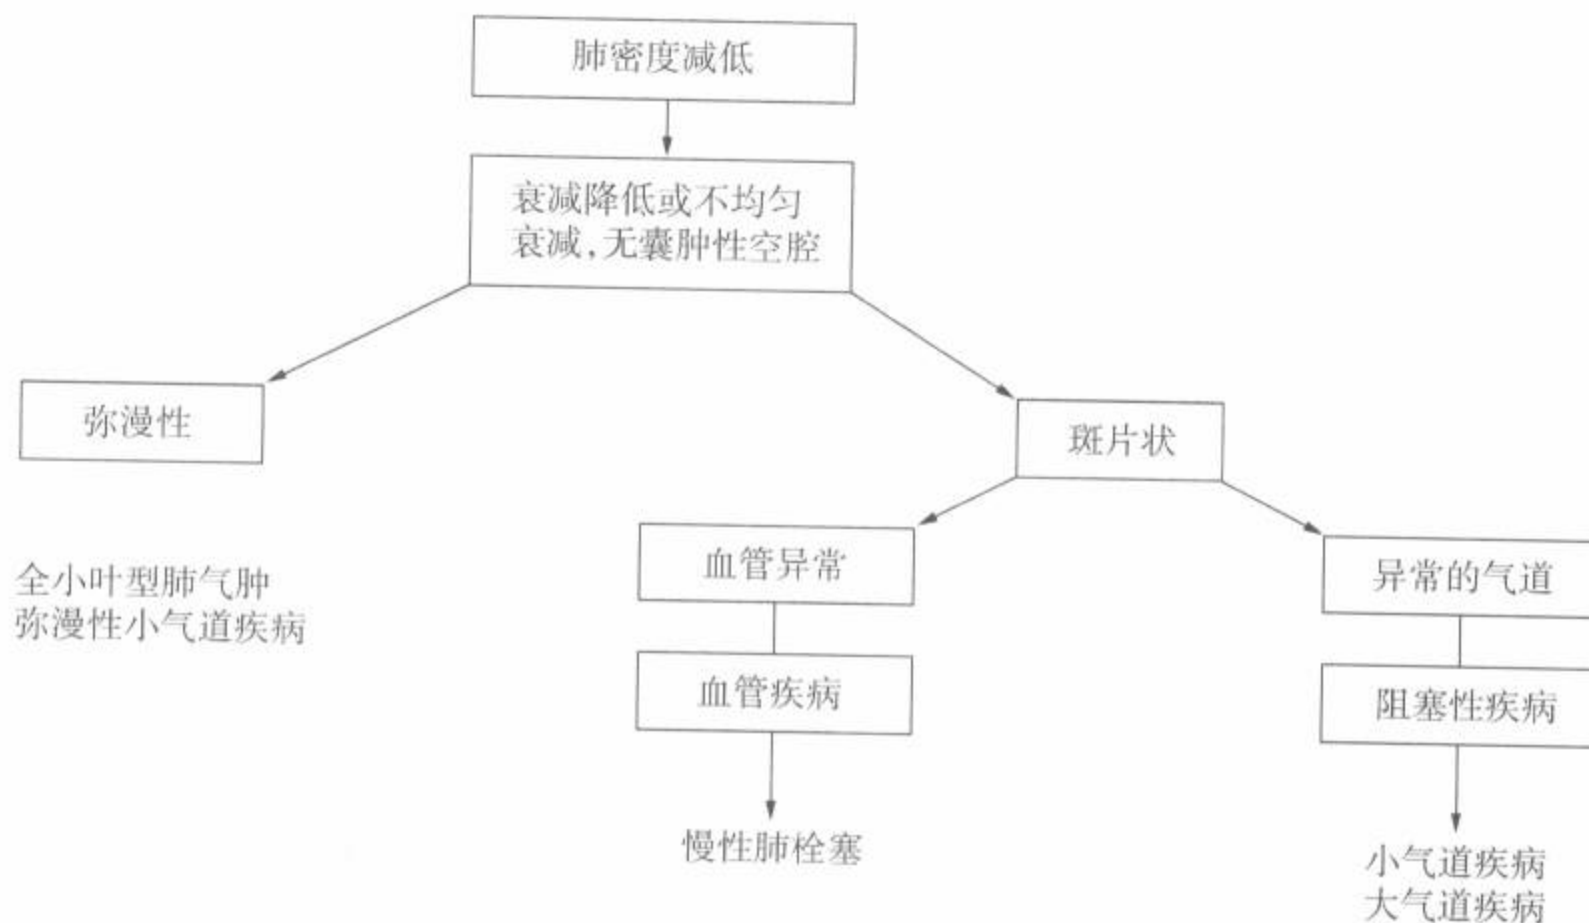 肺密度减低
衰减降低或不均匀
衰减,无囊肿性空腔
弥漫性
斑片状
全小叶型肺气肿
弥漫性小气道疾病
血管异常
异常的气道
血管疾病
阻塞性疾病
慢性肺栓塞
小气道疾病
大气道疾病